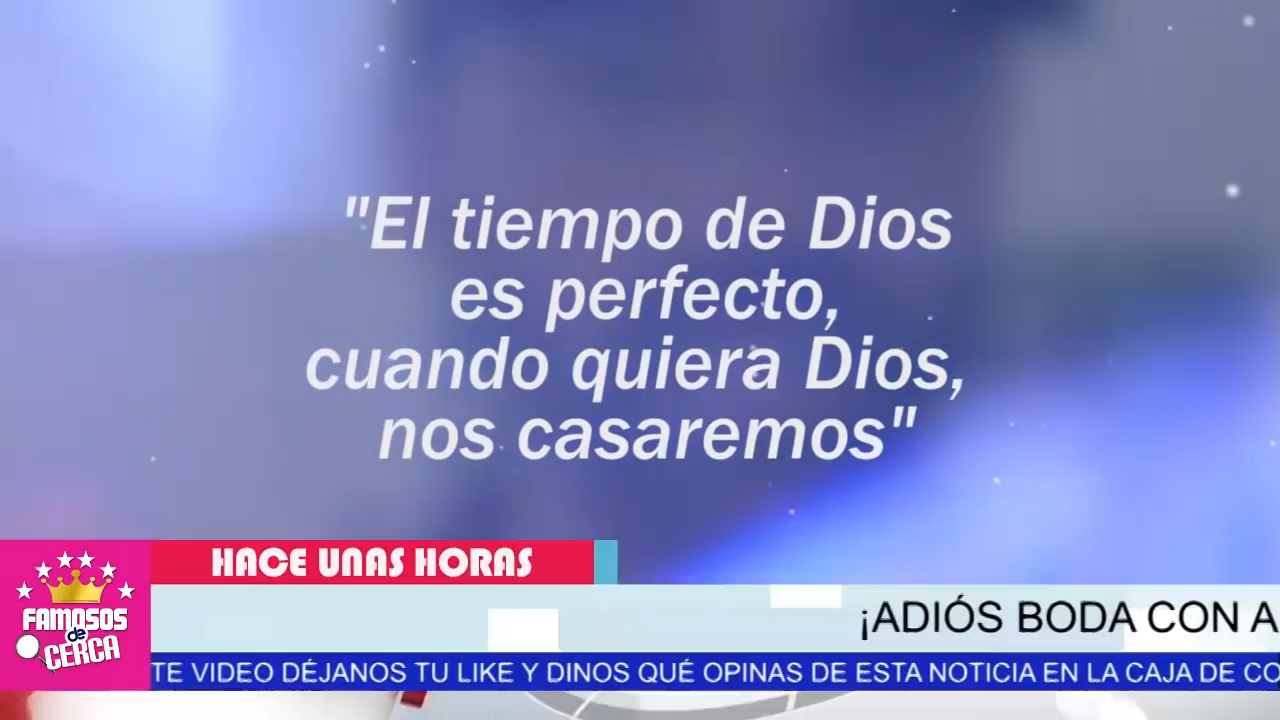 "El tiempo de Dios
es perfecto,
cuando quiera Dios,
nos casaremos"
HACE UNAS HORAS
FAMOSOS
de
CERCA
¡ADIÓS BODA CON A
TE VIDEO DÉJANOS TU LIKE Y DINOS QUÉ OPINAS DE ESTA NOTICIA EN LA CAJA DE CO